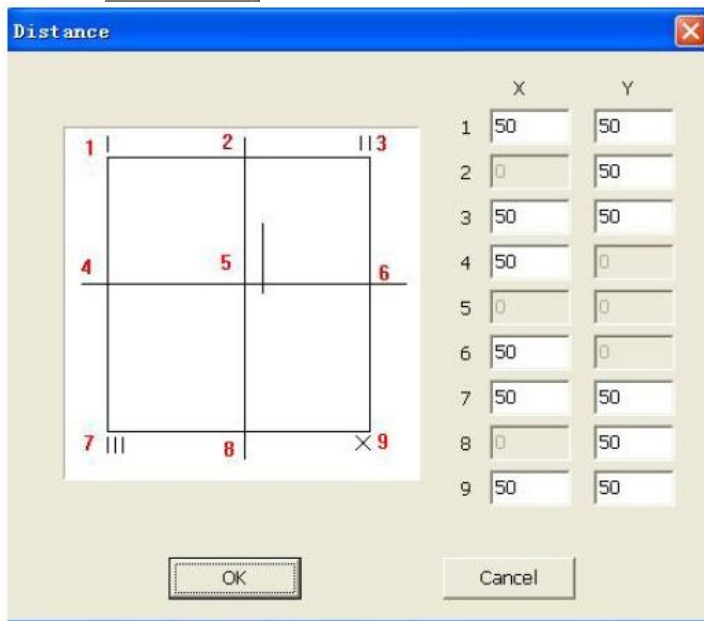 Distance
X Y
1 50 50
2 0 50
3 50 50
4 50 0
5 0 0
6 50 0
7 50 50
8 0 50
9 50 50
1 | 2 || 3
4 5 6
7 ||| 8 X 9
OK Cancel